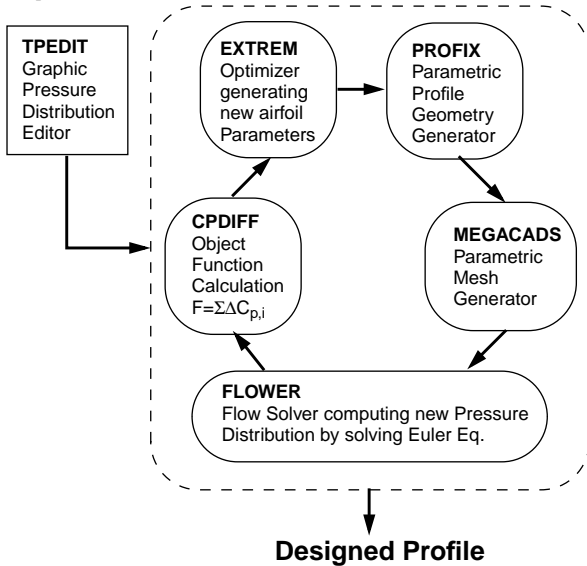 TPEDIT
Graphic
Pressure
Distribution
Editor
EXTREM
Optimizer
generating
new airfoil
Parameters
PROFIX
Parametric
Profile
Geometry
Generator
CPDIFF
Object
Function
Calculation
F=ΣΔC_{p,i}
MEGACADS
Parametric
Mesh
Generator
FLOWER
Flow Solver computing new Pressure
Distribution by solving Euler Eq.
Designed Profile